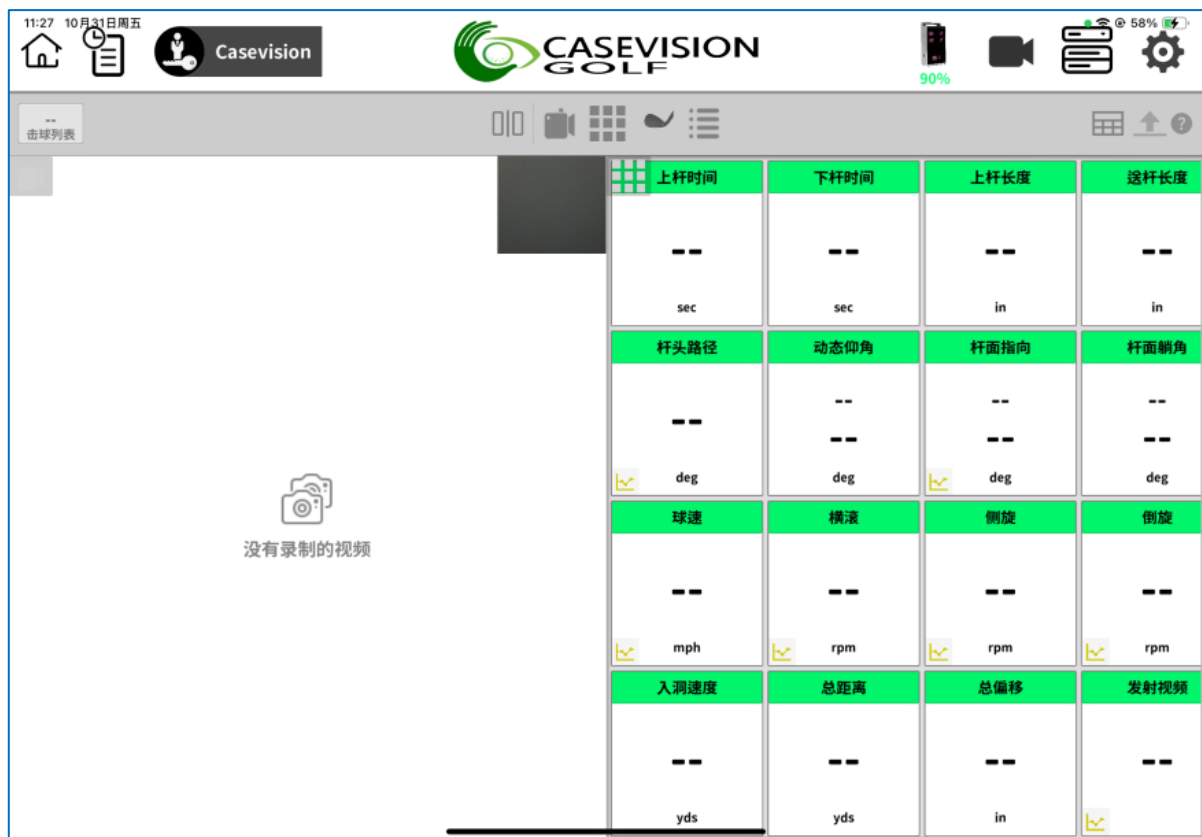 11:27 10月31日周五
58%
Casevision
CASEVISION
GOLF
90%
--
击球列表
?
上杆时间 下杆时间 上杆长度 送杆长度
-- -- -- --
sec sec in in
杆头路径 动态仰角 杆面指向 杆面躺角
-- -- --
-- -- -- --
deg deg deg deg
没有录制的视频
球速 横滚 侧旋 倒旋
-- -- -- --
mph rpm rpm rpm
入洞速度 总距离 总偏移 发射视频
-- -- -- --
yds yds in